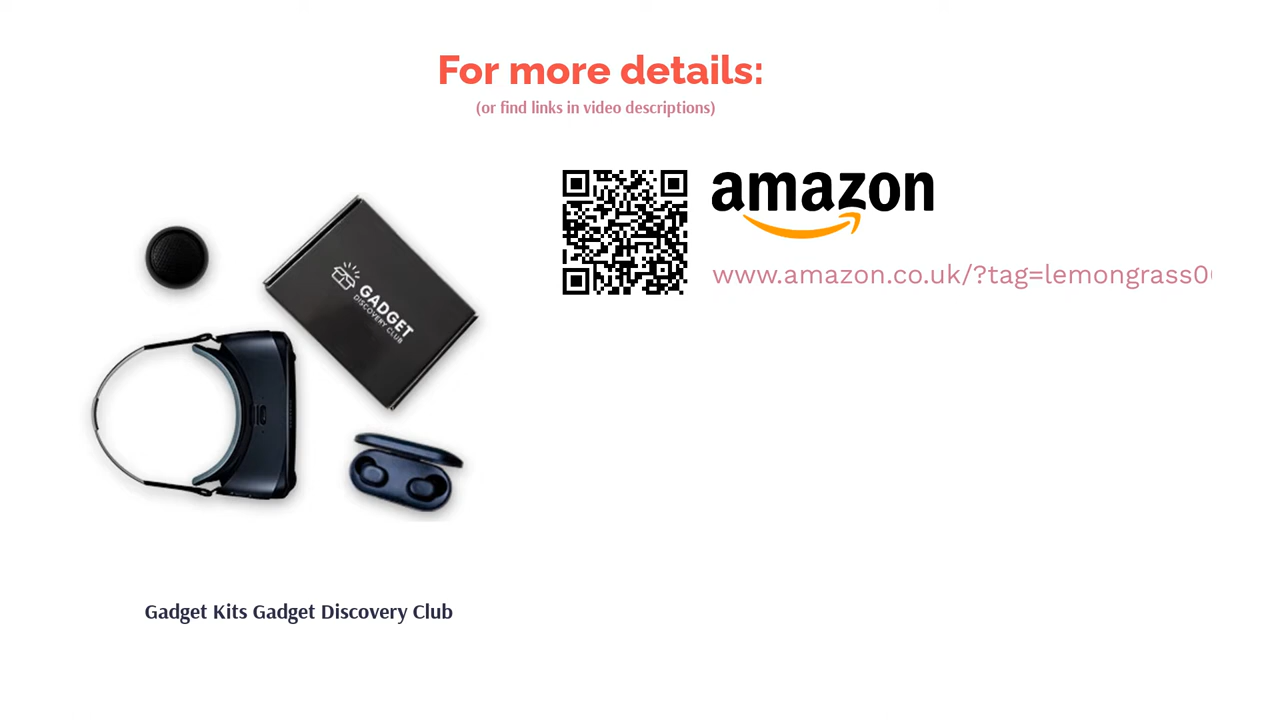 For more details:
(or find links in video descriptions)
amazon
www.amazon.co.uk/?tag=lemongrass0
GADGET
DISCOVERY CLUB
Gadget Kits Gadget Discovery Club